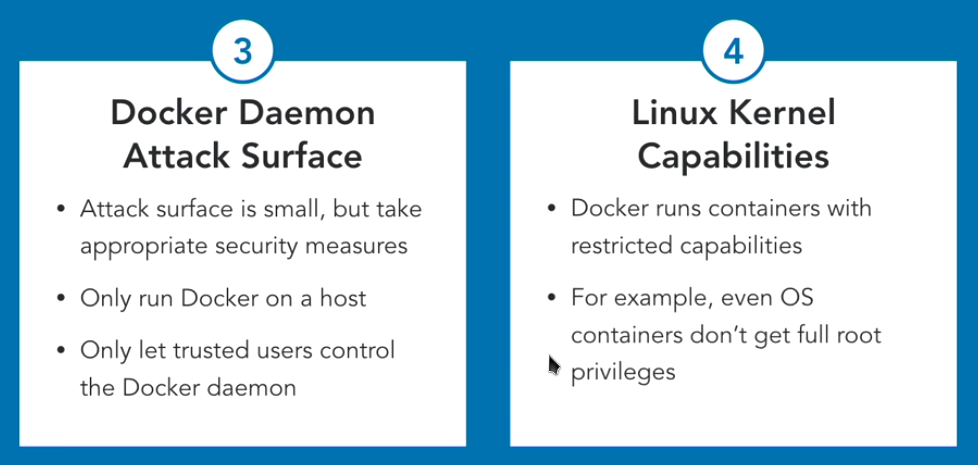 3
Docker Daemon
Attack Surface
• Attack surface is small, but take
appropriate security measures
• Only run Docker on a host
• Only let trusted users control
the Docker daemon
4
Linux Kernel
Capabilities
• Docker runs containers with
restricted capabilities
• For example, even OS
containers don’t get full root
privileges